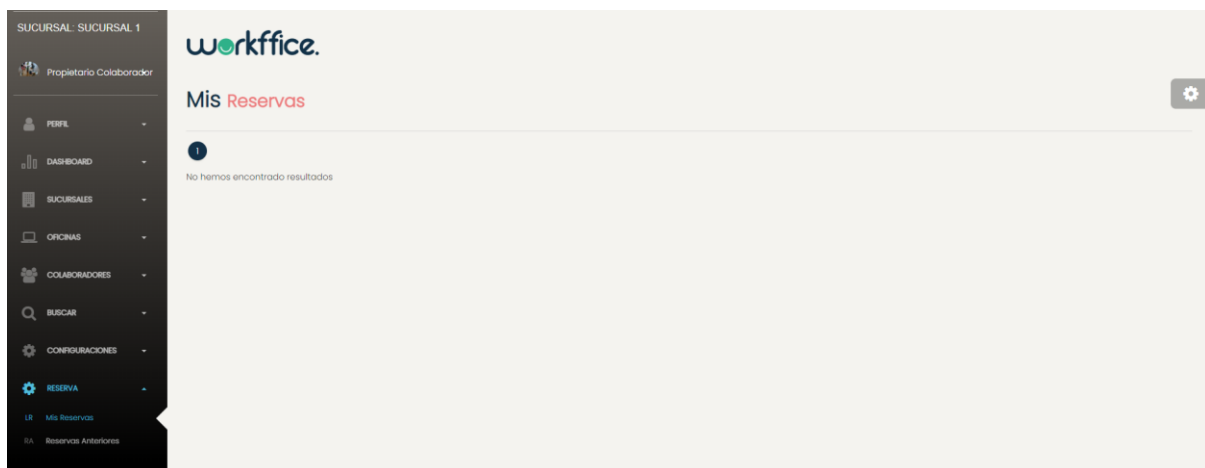 SUCURSAL: SUCURSAL 1
Propietario Colaborador
PERFIL
DASHBOARD
SUCURSALES
OFICINAS
COLABORADORES
BUSCAR
CONFIGURACIONES
RESERVA
LR Mis Reservas
RA Reservas Anteriores
workffice.
Mis Reservas
1
No hemos encontrado resultados